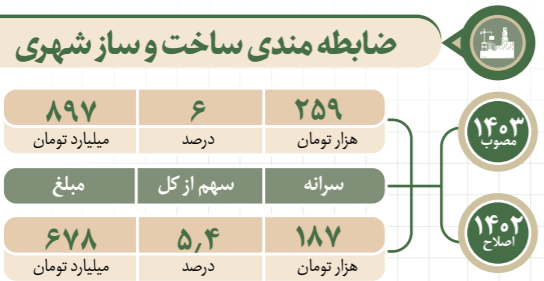 ضابطه مندی ساخت و ساز شهری
۱۴۰۳
مصوب
۲۵۹ ۶ ۸۹۷
هزار تومان درصد میلیارد تومان
سرانه سهم از کل مبلغ
۱۴۰۲
اصلاح
۱۸۷ ۵٫۴ ۶۷۸
هزار تومان درصد میلیارد تومان